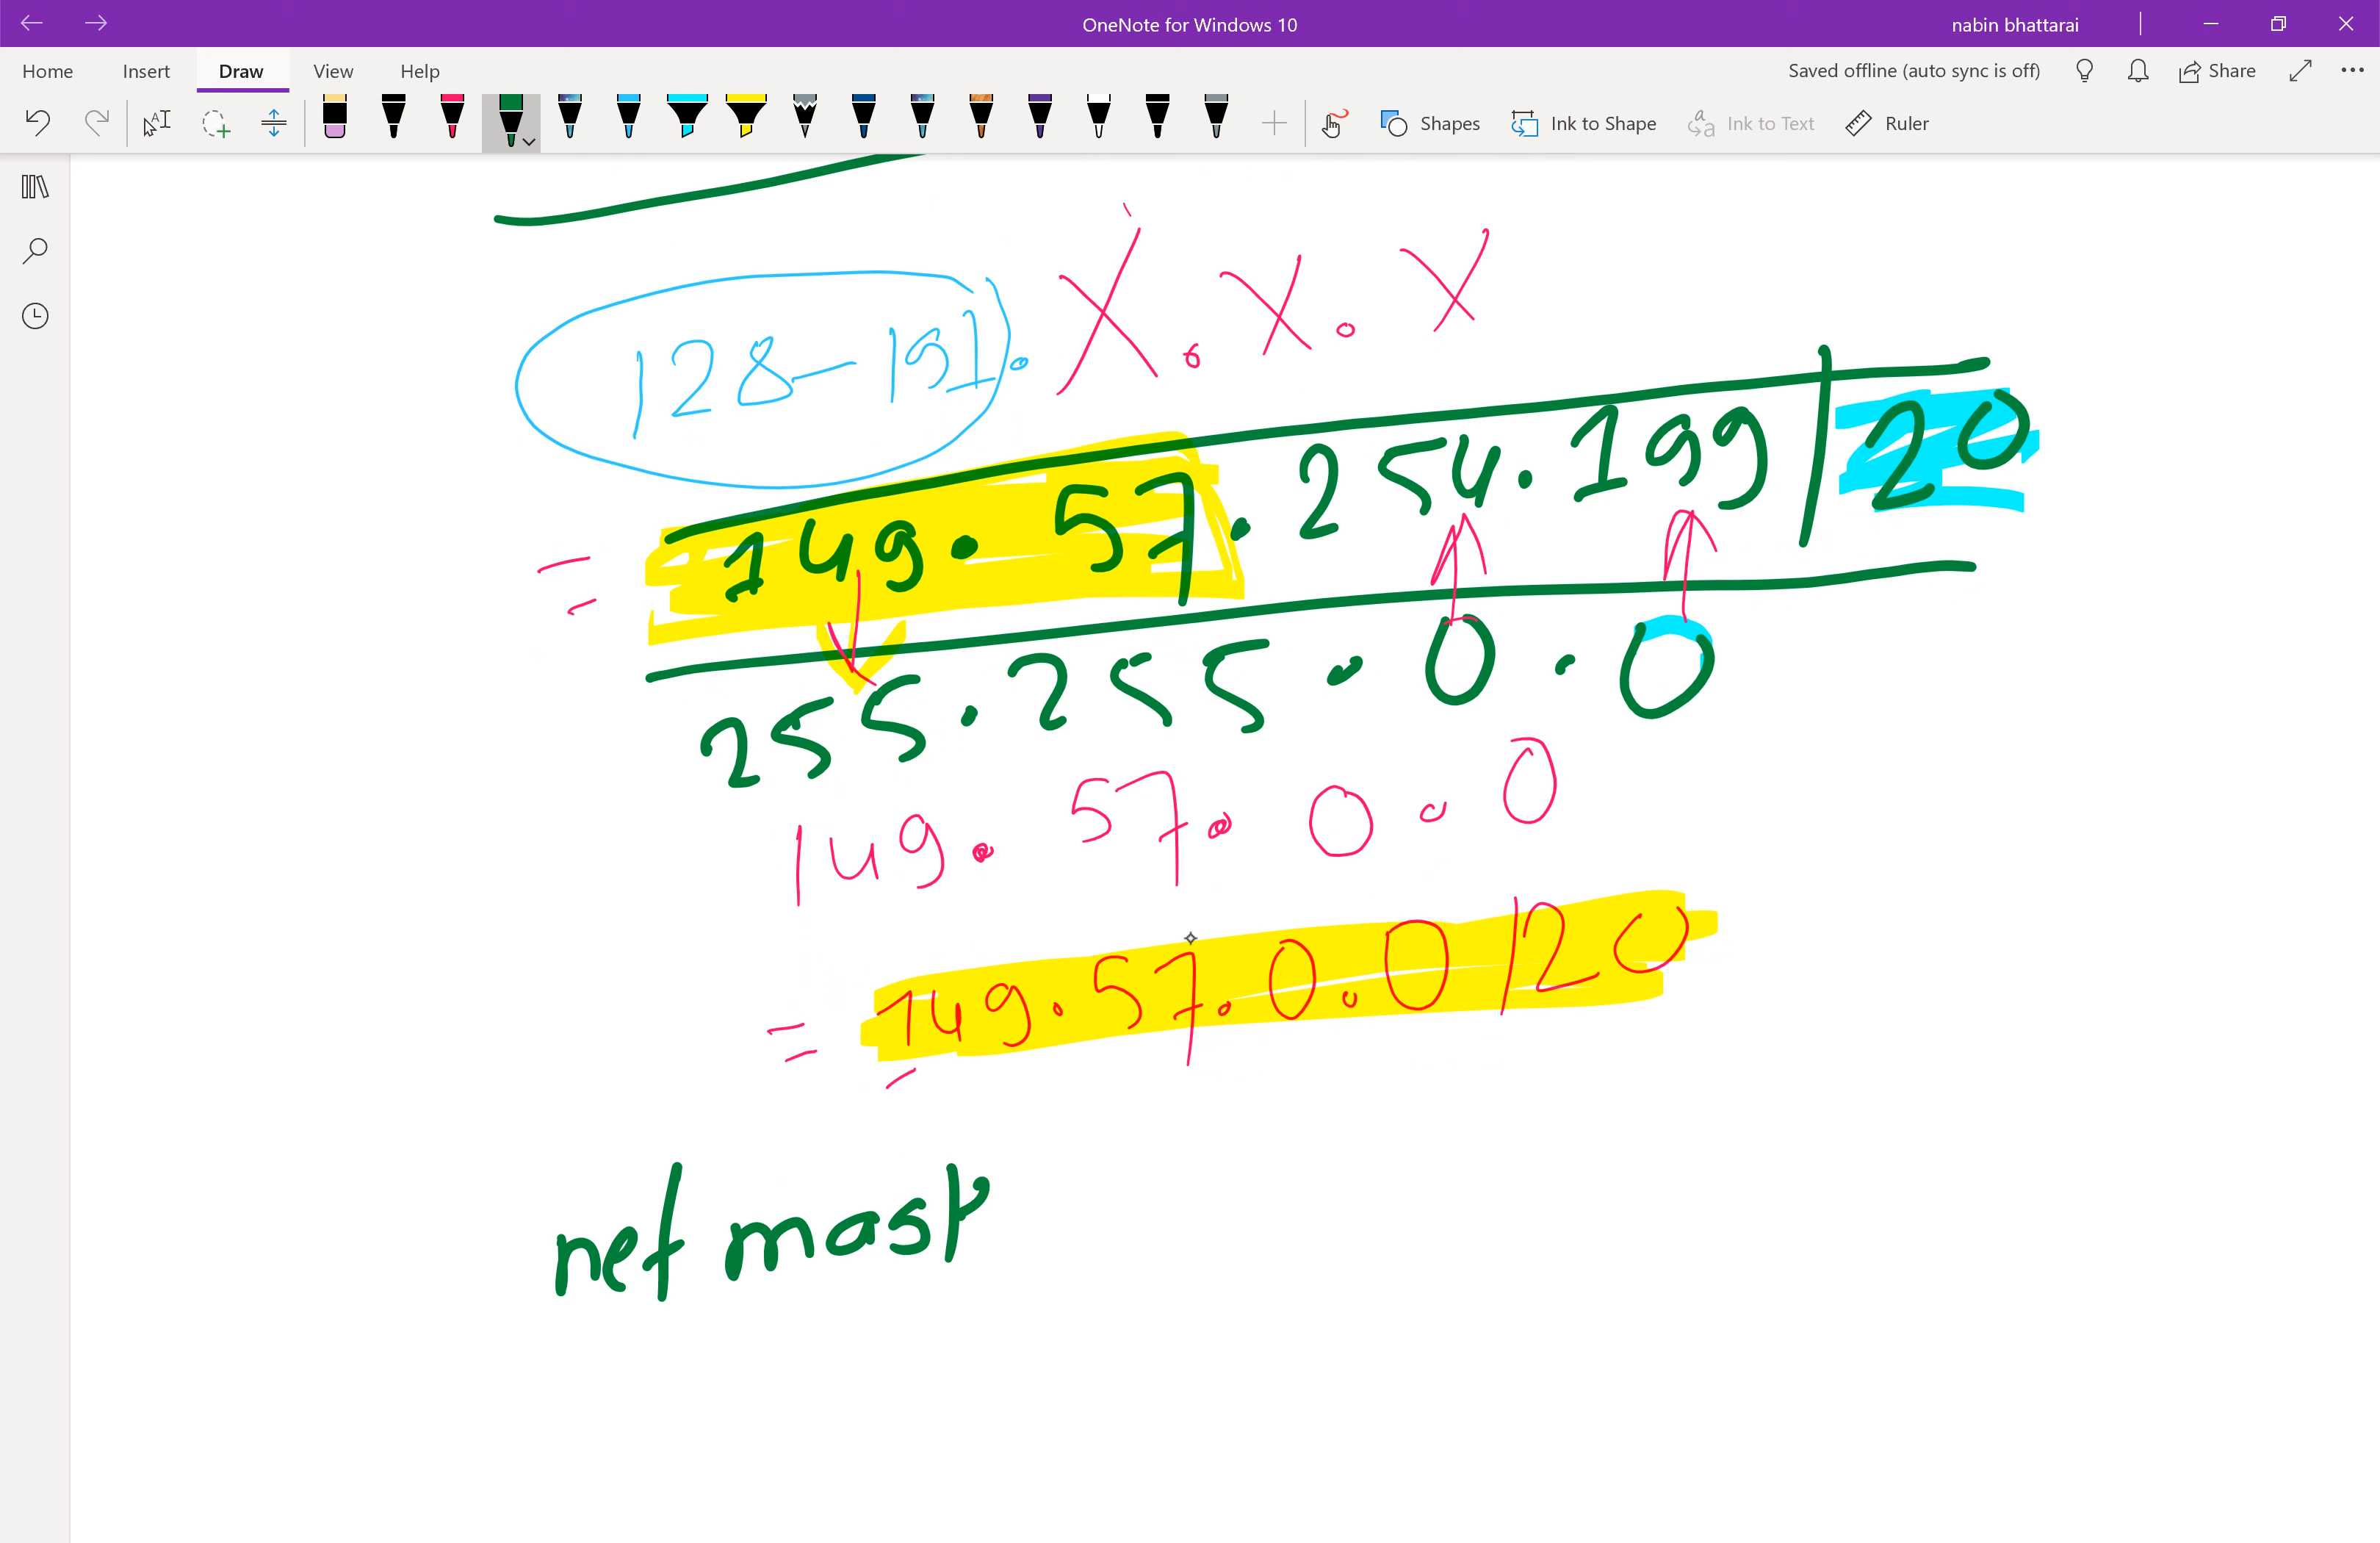 OneNote for Windows 10
nabin bhattarai
Home Insert Draw View Help
Saved offline (auto sync is off) Share
Shapes Ink to Shape Ink to Text Ruler
128-191. X. X. X
= 149. 57. 254. 199 / 20
255. 255. 0. 0
149. 57. 0. 0
= 149. 57. 0. 0 / 20
net mask